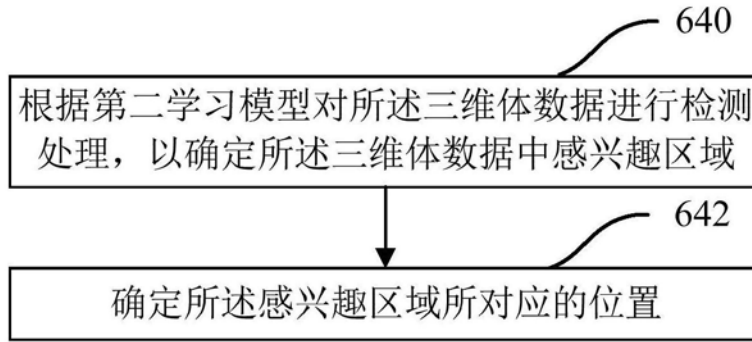 640
根据第二学习模型对所述三维体数据进行检测
处理，以确定所述三维体数据中感兴趣区域
642
确定所述感兴趣区域所对应的位置